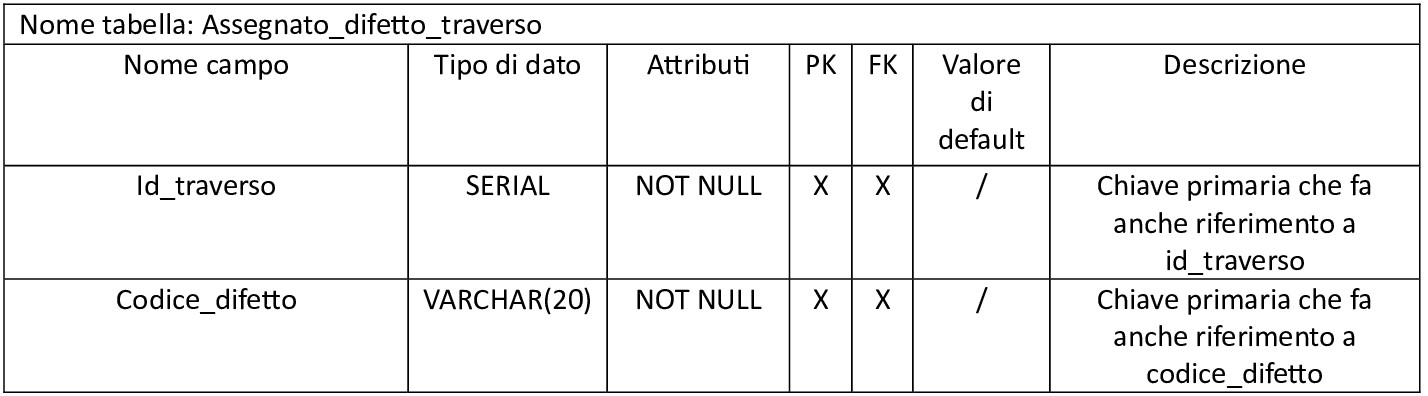 Nome tabella: Assegnato_difetto_traverso
Nome campo Tipo di dato Attributi PK FK Valore di default Descrizione
Id_traverso SERIAL NOT NULL X X / Chiave primaria che fa anche riferimento a id_traverso
Codice_difetto VARCHAR(20) NOT NULL X X / Chiave primaria che fa anche riferimento a codice_difetto